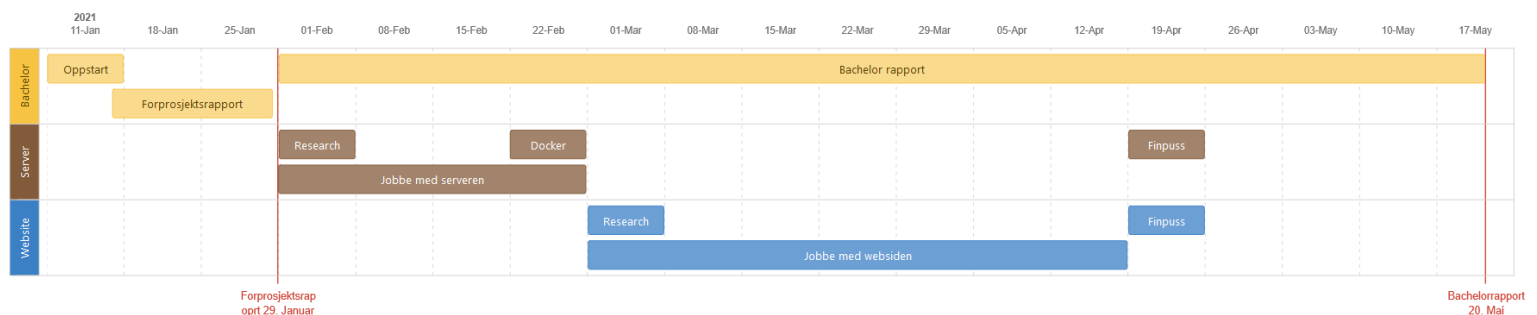 2021
11-Jan 18-Jan 25-Jan 01-Feb 08-Feb 15-Feb 22-Feb 01-Mar 08-Mar 15-Mar 22-Mar 29-Mar 05-Apr 12-Apr 19-Apr 26-Apr 03-May 10-May 17-May
Bachelor
Oppstart Bachelor rapport
Forprosjektsrapport
Server
Research Docker Finpuss
Jobbe med serveren
Website
Research Finpuss
Jobbe med websiden
Forprosjektsrap
oprt 29. Januar
Bachelorrapport
20. Mai